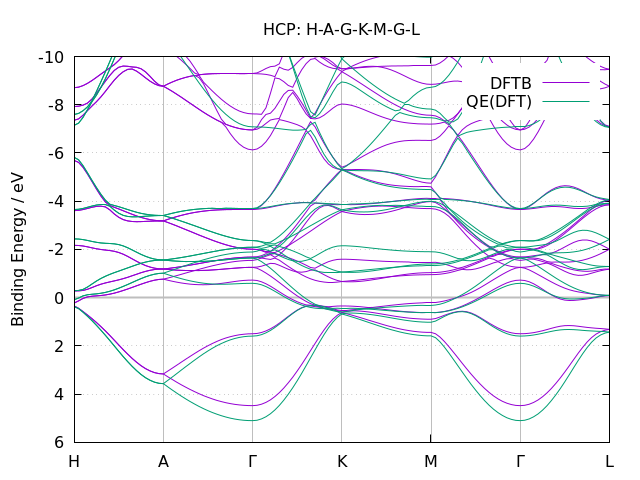 HCP: H-A-G-K-M-G-L
-10
-8
-6
-4
-2
0
2
4
6
Binding Energy / eV
DFTB
QE(DFT)
H A Γ K M Γ L